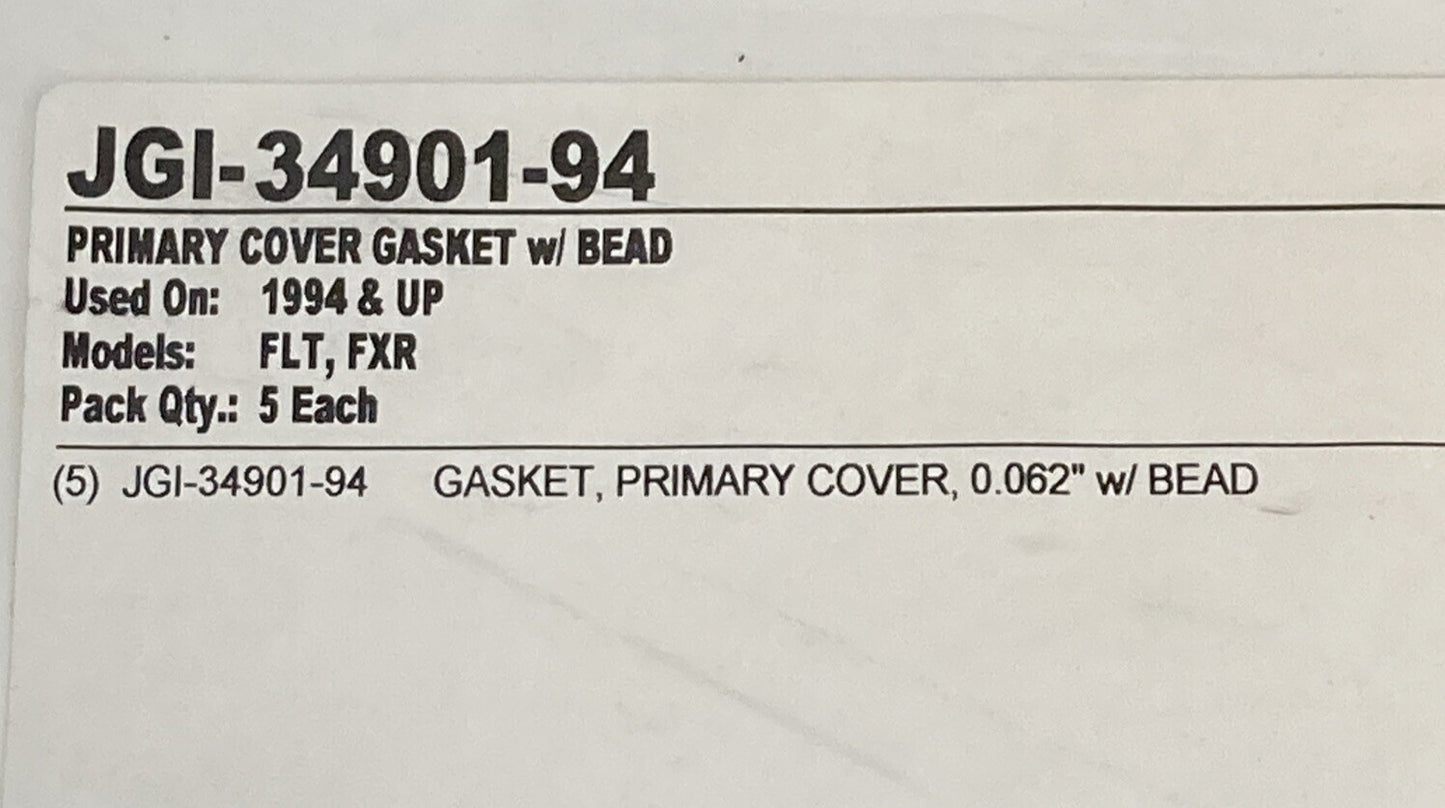 JGI-34901-94
PRIMARY COVER GASKET w/ BEAD
Used On: 1994 & UP
Models: FLT, FXR
Pack Qty.: 5 Each
(5) JGI-34901-94 GASKET, PRIMARY COVER, 0.062" w/ BEAD